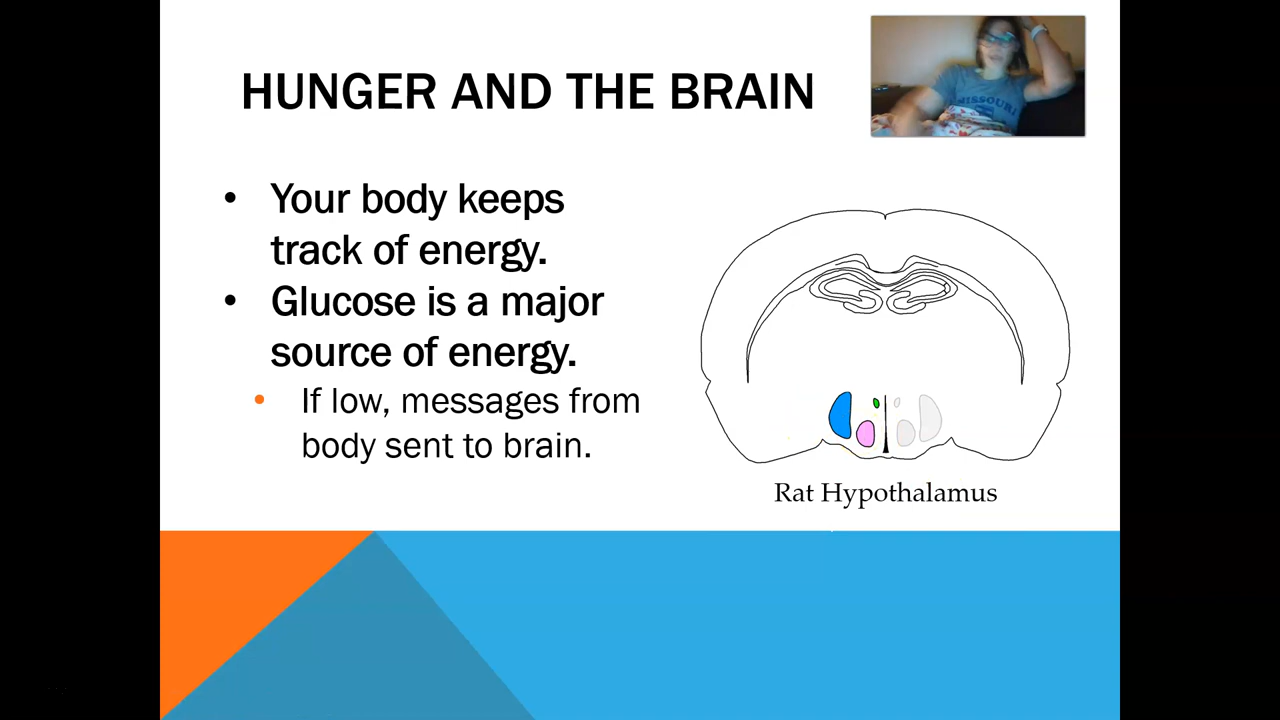 HUNGER AND THE BRAIN
MISSOURI
• Your body keeps
track of energy.
• Glucose is a major
source of energy.
• If low, messages from
body sent to brain.
Rat Hypothalamus